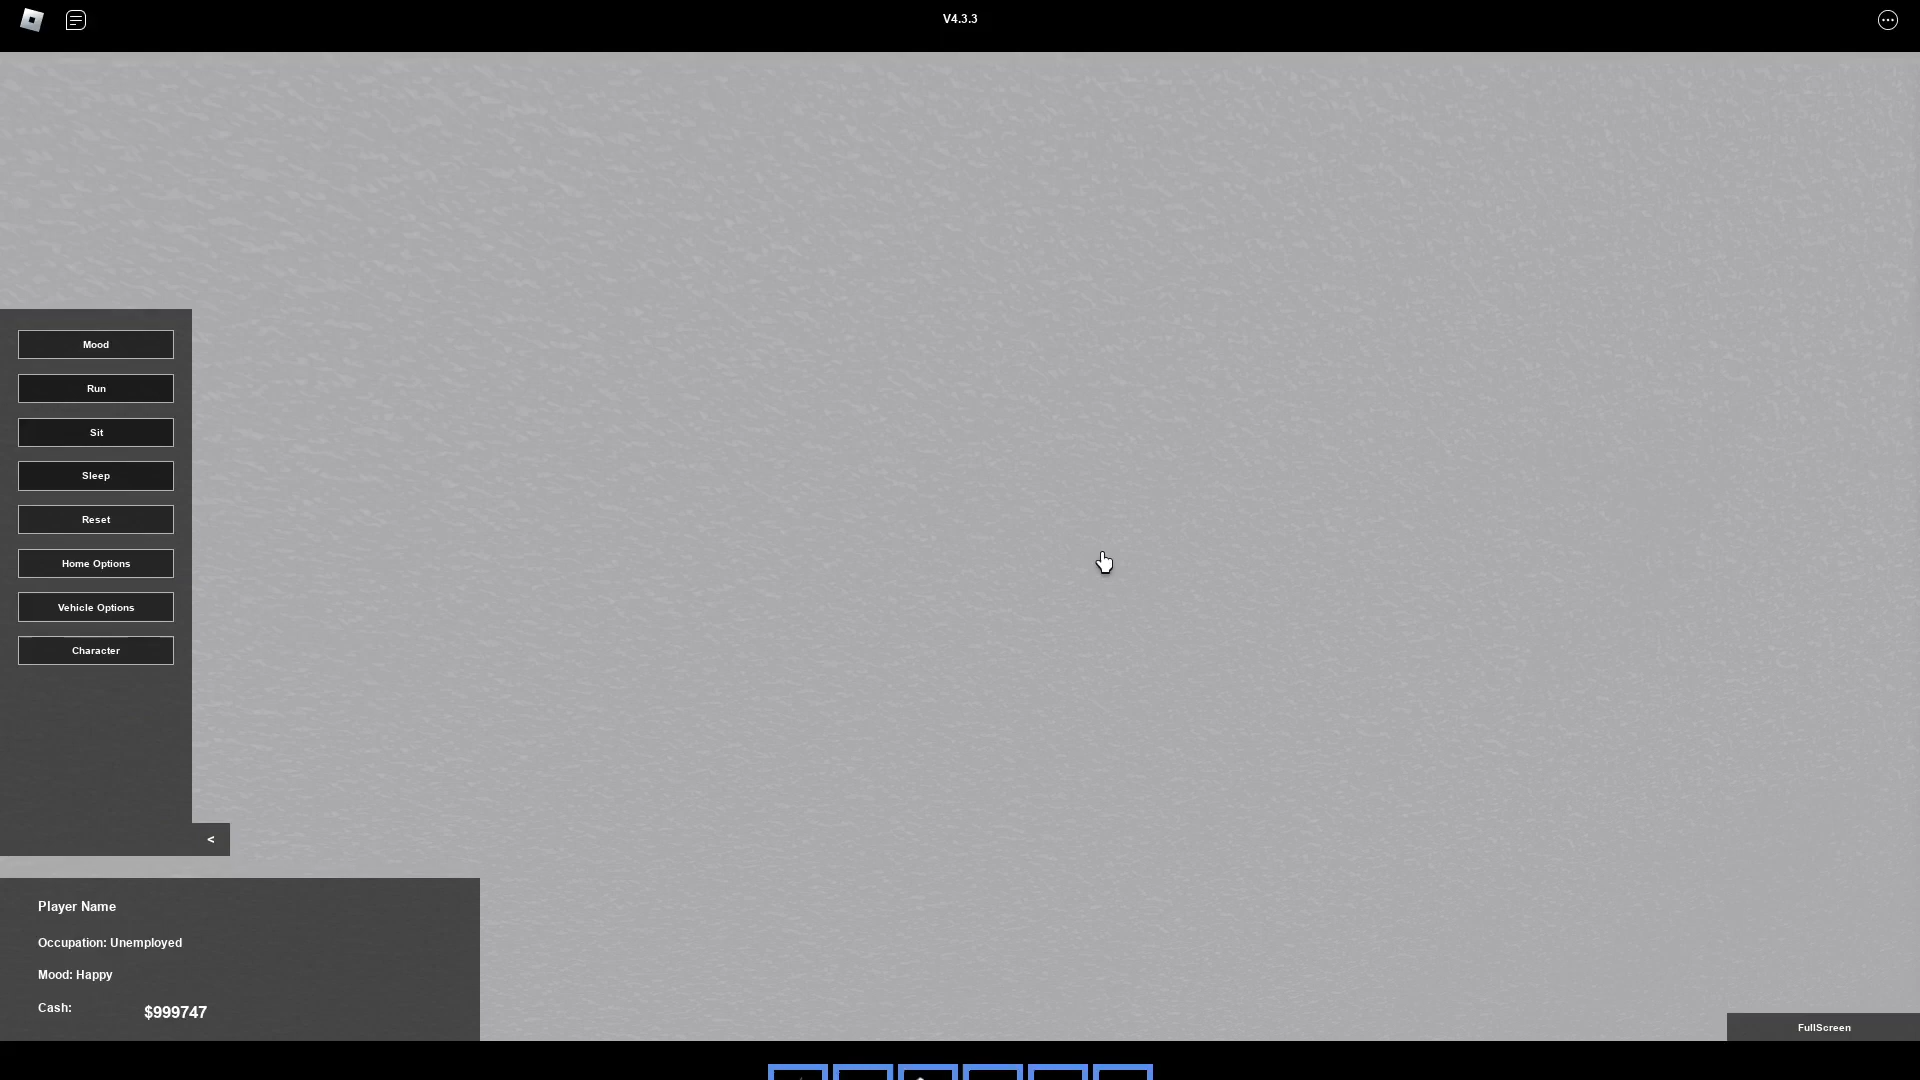 V4.3.3
Mood
Run
Sit
Sleep
Reset
Home Options
Vehicle Options
Character
<
Player Name
Occupation: Unemployed
Mood: Happy
Cash: $999747
FullScreen